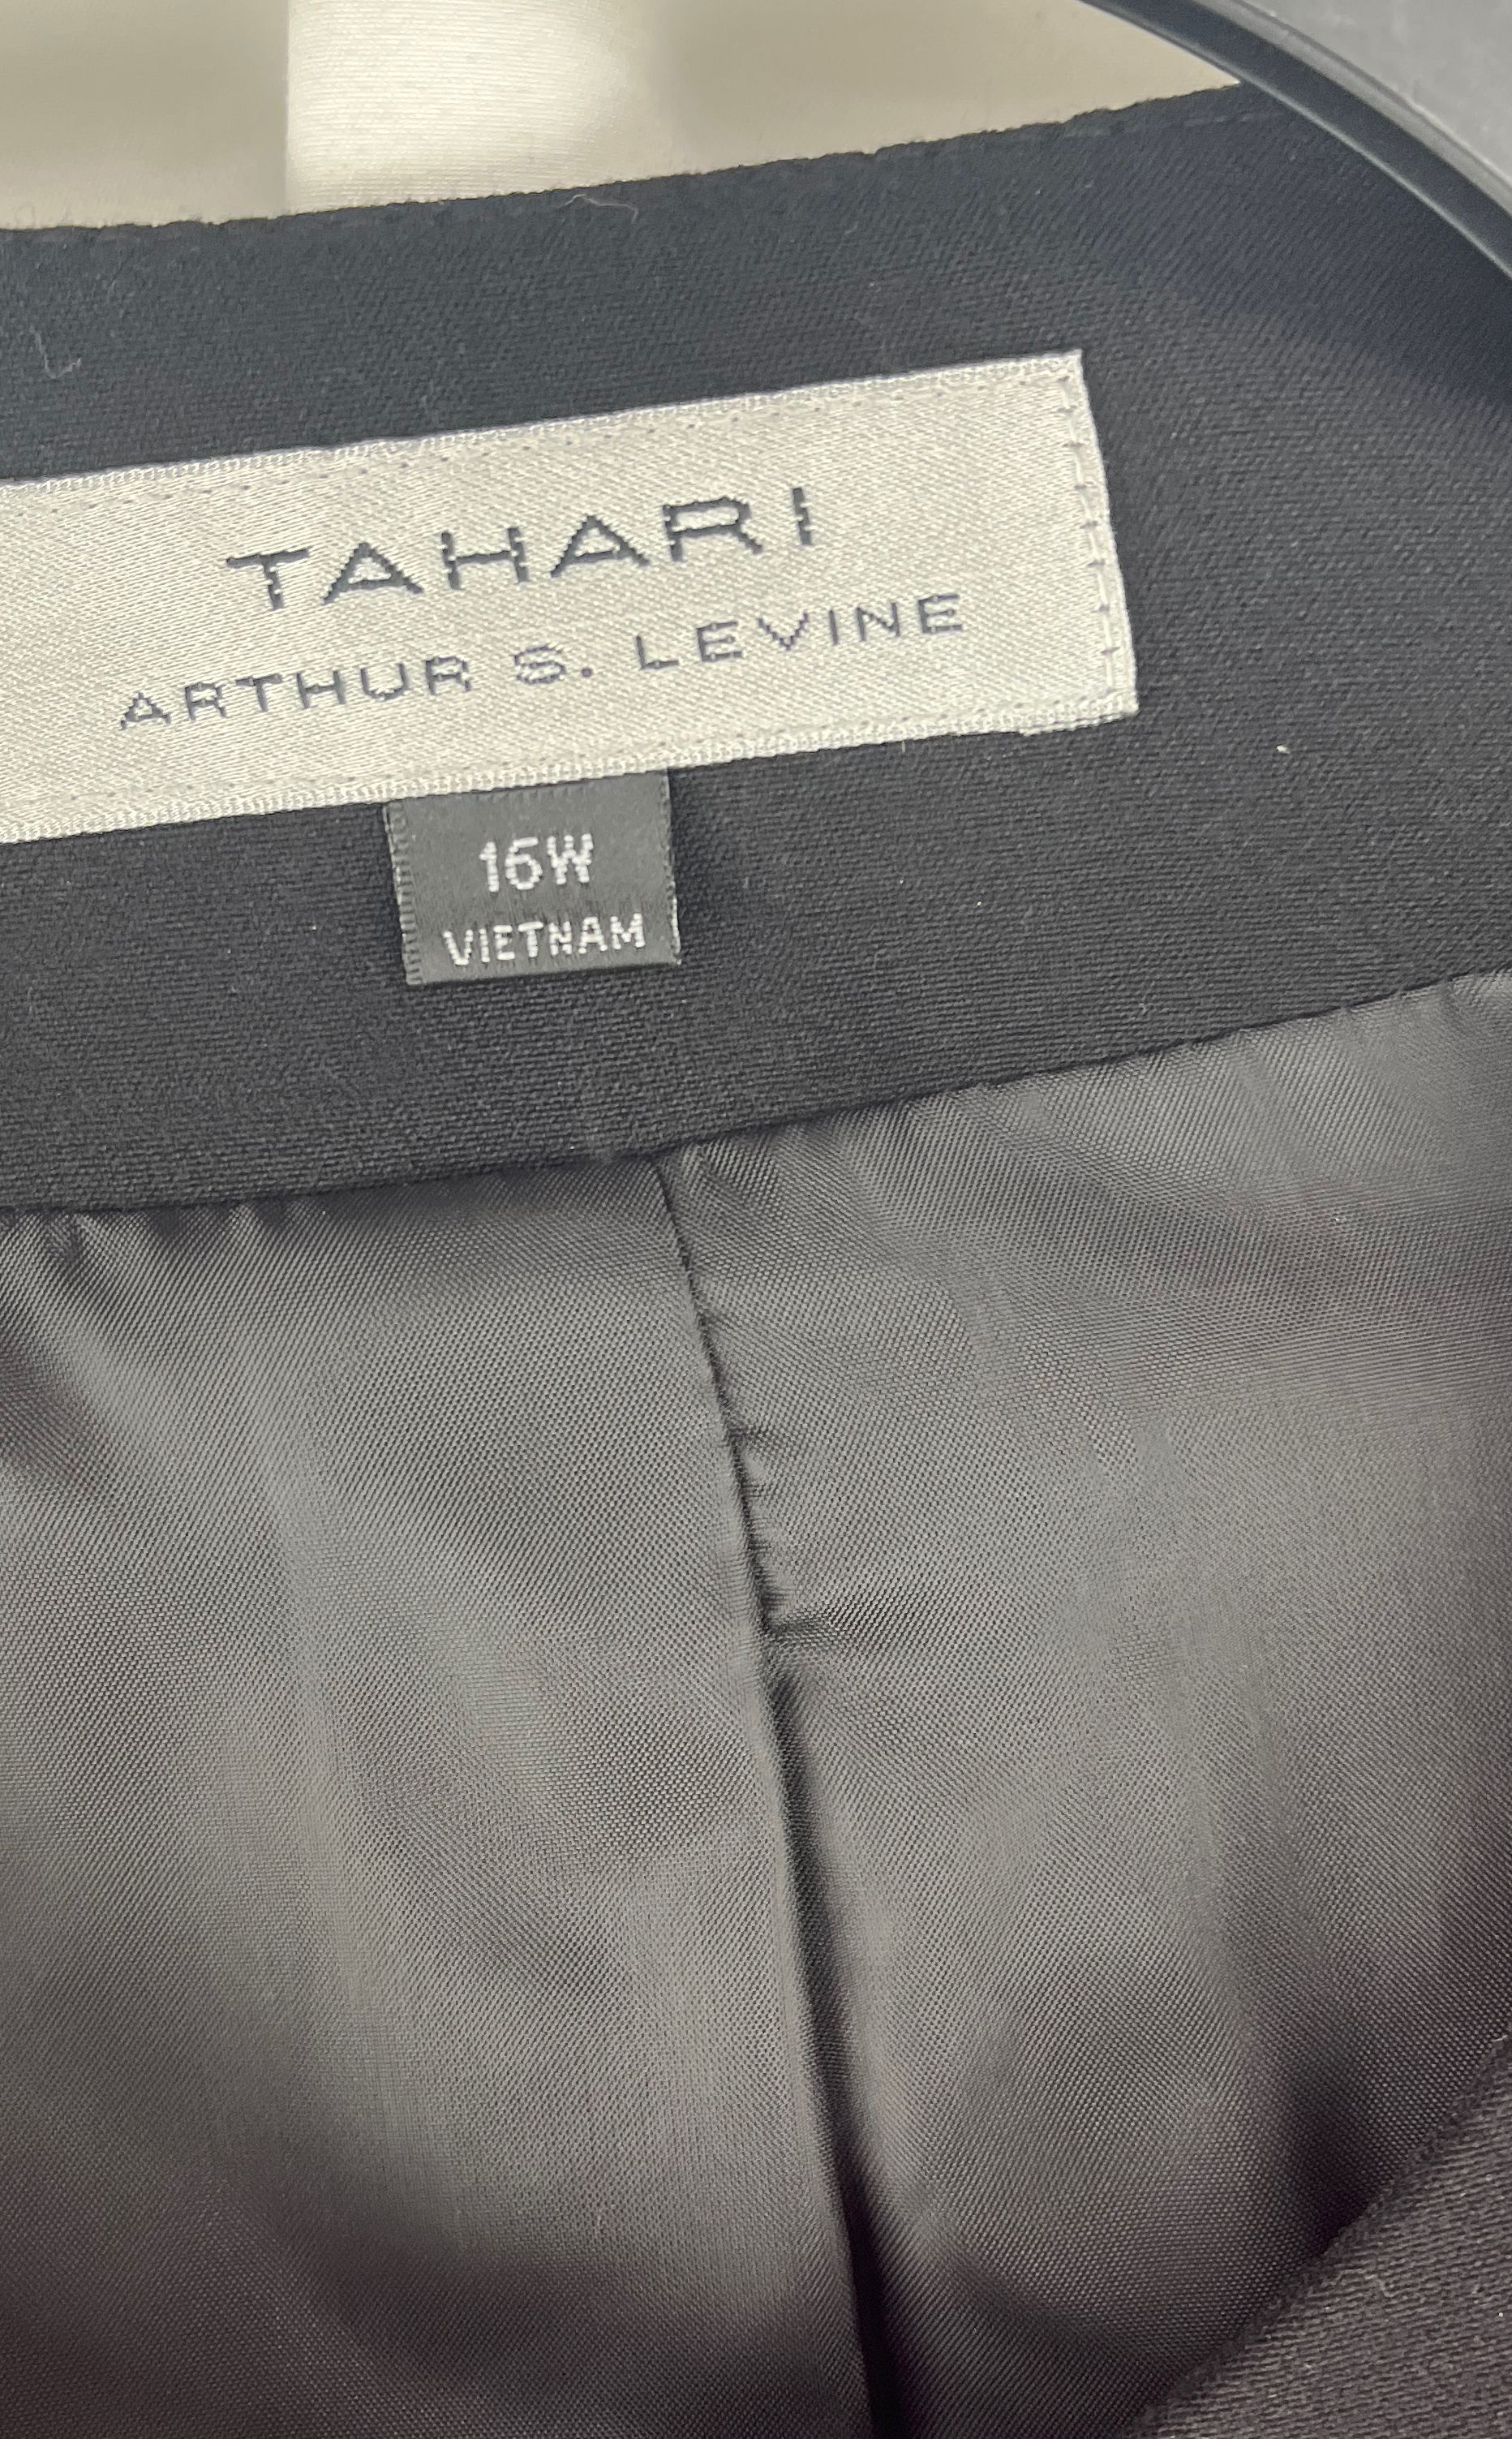 TAHARI
ARTHUR S. LEVINE
16W
VIETNAM